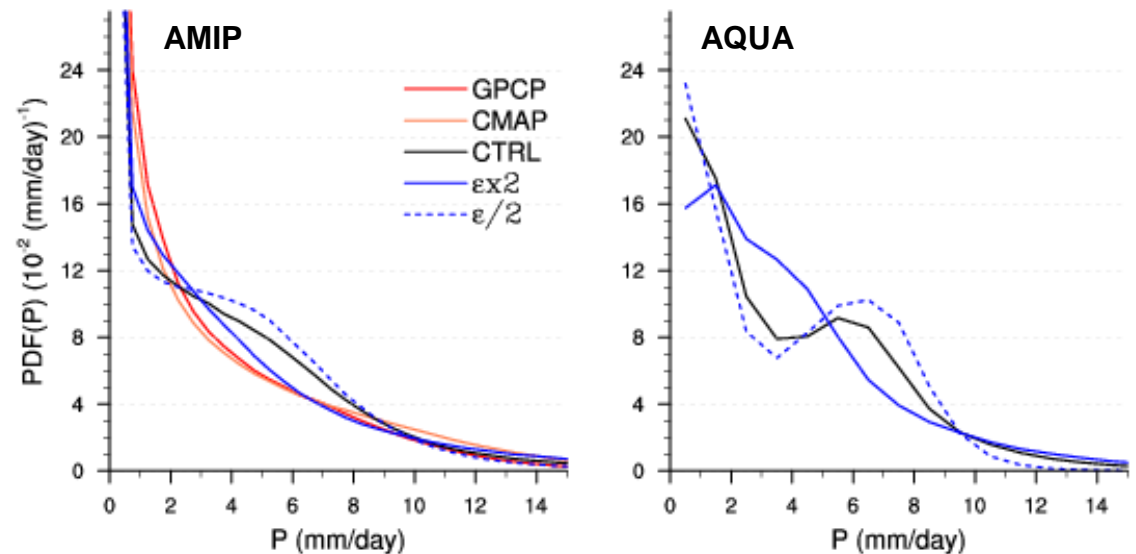 AMIP
PDF(P) (10⁻² (mm/day)⁻¹)
24
20
16
12
8
4
0
GPCP
CMAP
CTRL
εx2
ε/2
0 2 4 6 8 10 12 14
P (mm/day)
AQUA
24
20
16
12
8
4
0
0 2 4 6 8 10 12 14
P (mm/day)